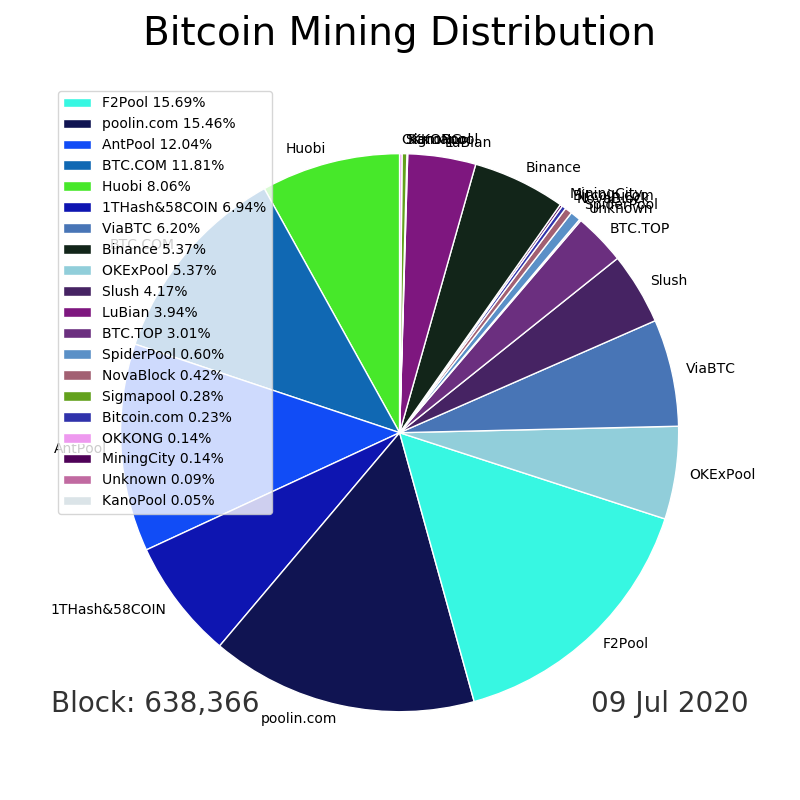 Bitcoin Mining Distribution
F2Pool 15.69%
poolin.com 15.46%
AntPool 12.04%
BTC.COM 11.81%
Huobi 8.06%
1THash&58COIN 6.94%
ViaBTC 6.20%
Binance 5.37%
OKExPool 5.37%
Slush 4.17%
LuBian 3.94%
BTC.TOP 3.01%
SpiderPool 0.60%
NovaBlock 0.42%
Sigmapool 0.28%
Bitcoin.com 0.23%
OKKONG 0.14%
MiningCity 0.14%
Unknown 0.09%
KanoPool 0.05%
Huobi
LuBian
Binance
MiningCity
Bitcoin.com
NovaBlock
SpiderPool
Unknown
BTC.TOP
Slush
ViaBTC
OKExPool
F2Pool
poolin.com
1THash&58COIN
AntPool
BTC.COM
Block: 638,366
09 Jul 2020